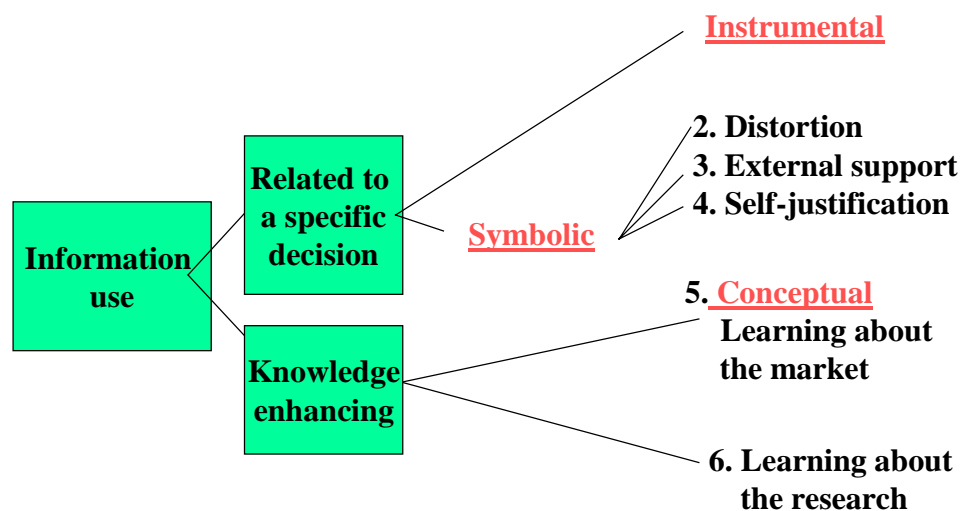 Instrumental
2. Distortion
3. External support
4. Self-justification
Related to
a specific
decision
Symbolic
Information
use
5. Conceptual
Learning about
the market
Knowledge
enhancing
6. Learning about
the research